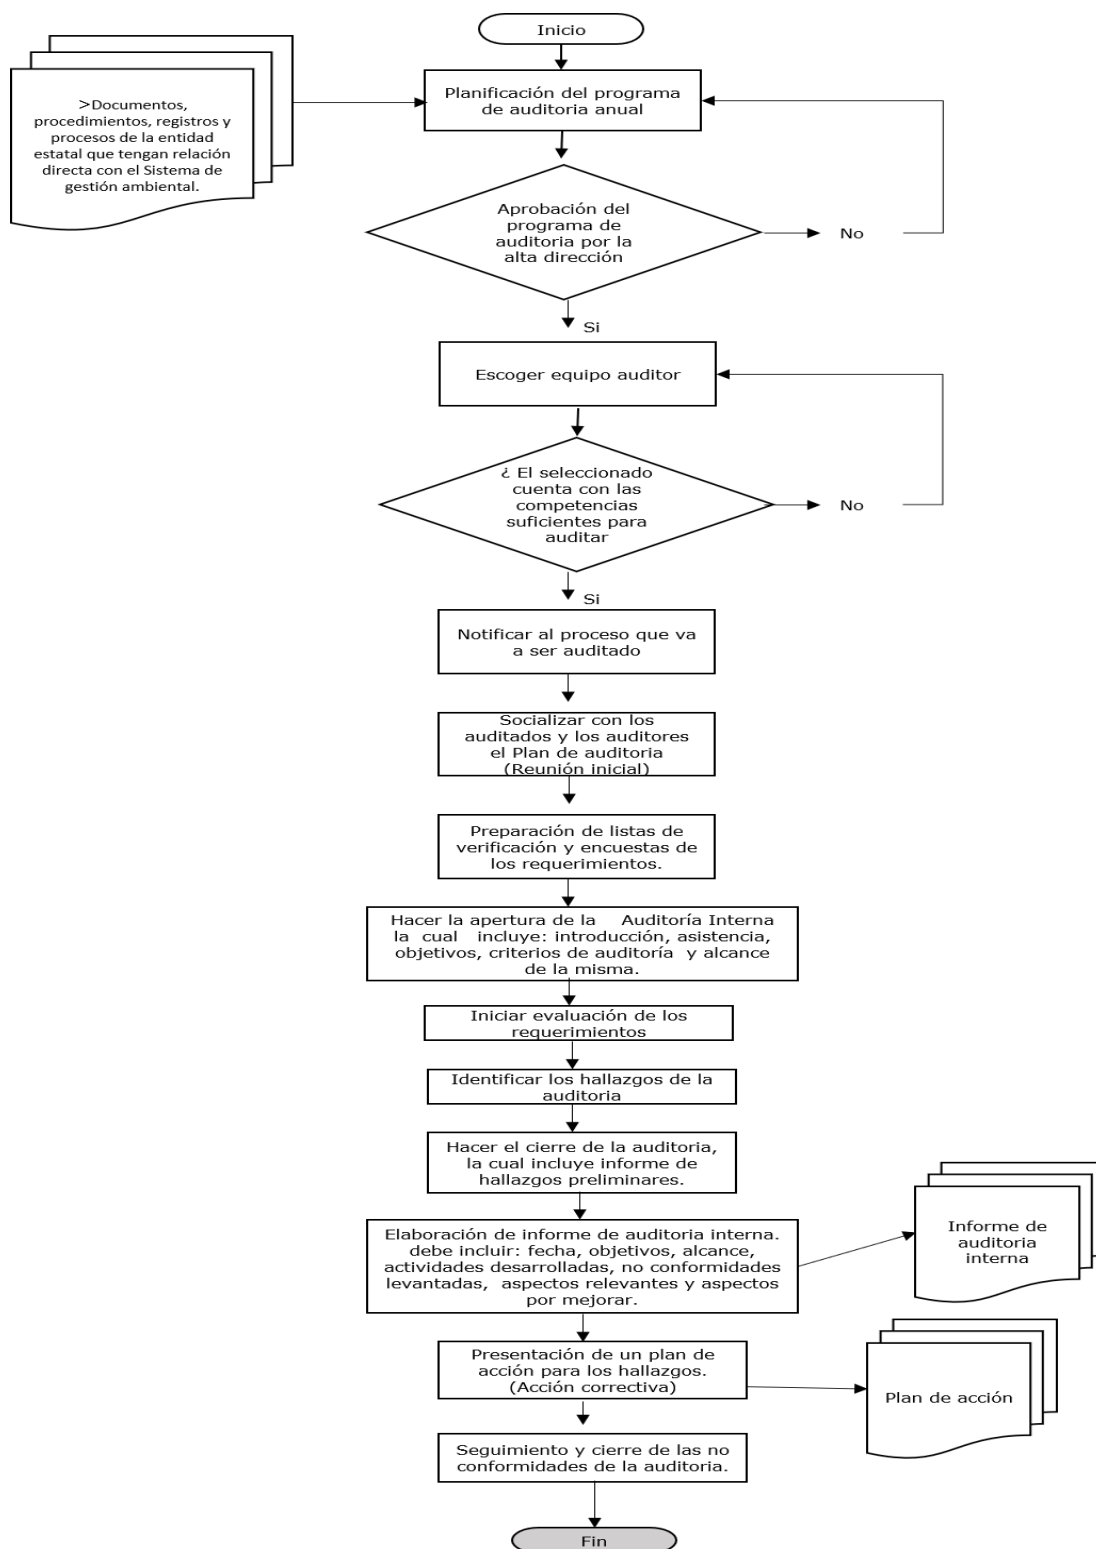 Inicio
>Documentos,
procedimientos, registros y
procesos de la entidad
estatal que tengan relación
directa con el Sistema de
gestión ambiental.
Planificación del programa
de auditoria anual
Aprobación del
programa de
auditoria por la
alta dirección
No
Si
Escoger equipo auditor
¿ El seleccionado
cuenta con las
competencias
suficientes para
auditar
No
Si
Notificar al proceso que va
a ser auditado
Socializar con los
auditados y los auditores
el Plan de auditoria
(Reunión inicial)
Preparación de listas de
verificación y encuestas de
los requerimientos.
Hacer la apertura de la Auditoría Interna
la cual incluye: introducción, asistencia,
objetivos, criterios de auditoría y alcance
de la misma.
Iniciar evaluación de los
requerimientos
Identificar los hallazgos de la
auditoria
Hacer el cierre de la auditoria,
la cual incluye informe de
hallazgos preliminares.
Elaboración de informe de auditoria interna.
debe incluir: fecha, objetivos, alcance,
actividades desarrolladas, no conformidades
levantadas, aspectos relevantes y aspectos
por mejorar.
Informe de
auditoria
interna
Presentación de un plan de
acción para los hallazgos.
(Acción correctiva)
Plan de acción
Seguimiento y cierre de las no
conformidades de la auditoria.
Fin